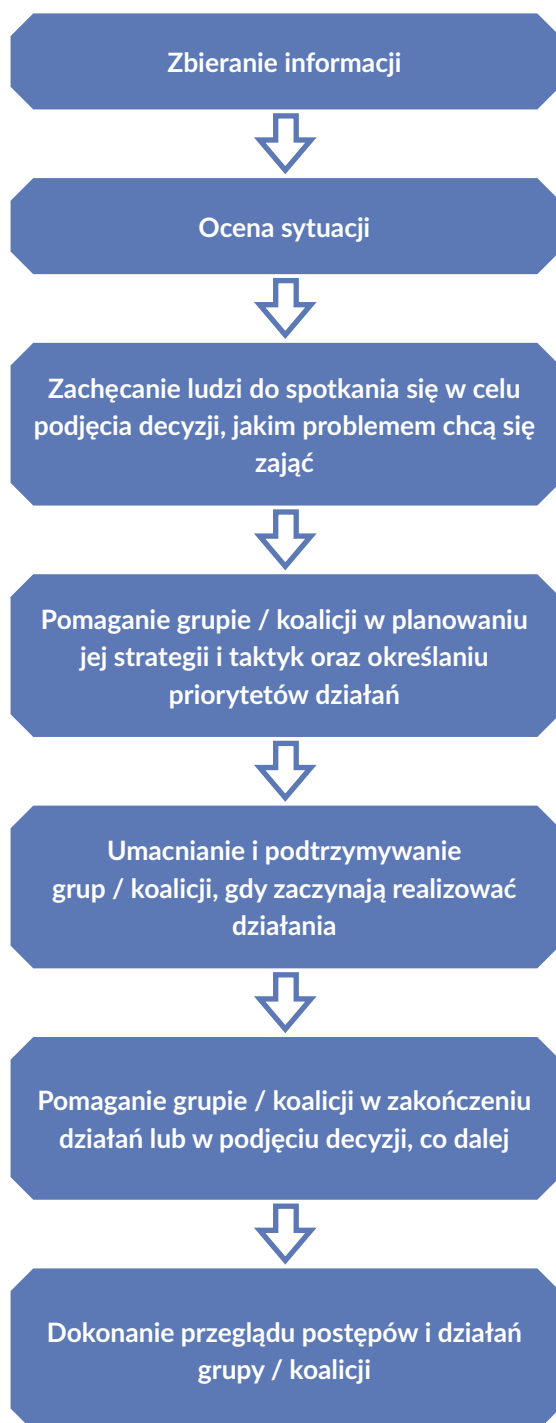 Zbieranie informacji
Ocena sytuacji
Zachęcanie ludzi do spotkania się w celu
podjęcia decyzji, jakim problemem chcą się
zająć
Pomaganie grupie / koalicji w planowaniu
jej strategii i taktyk oraz określaniu
priorytetów działań
Umacnianie i podtrzymywanie
grup / koalicji, gdy zaczynają realizować
działania
Pomaganie grupie / koalicji w zakończeniu
działań lub w podjęciu decyzji, co dalej
Dokonanie przeglądu postępów i działań
grupy / koalicji